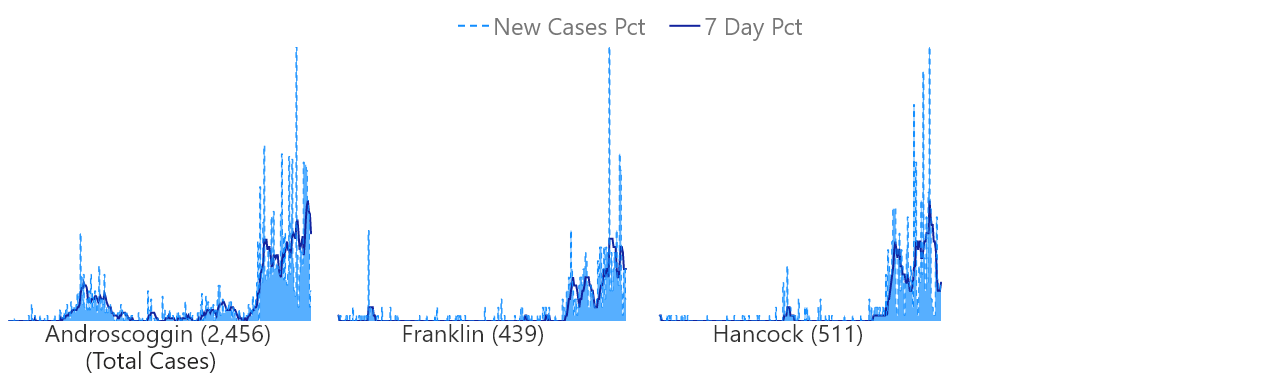 New Cases Pct 7 Day Pct
Androscoggin (2,456) Franklin (439) Hancock (511)
(Total Cases)